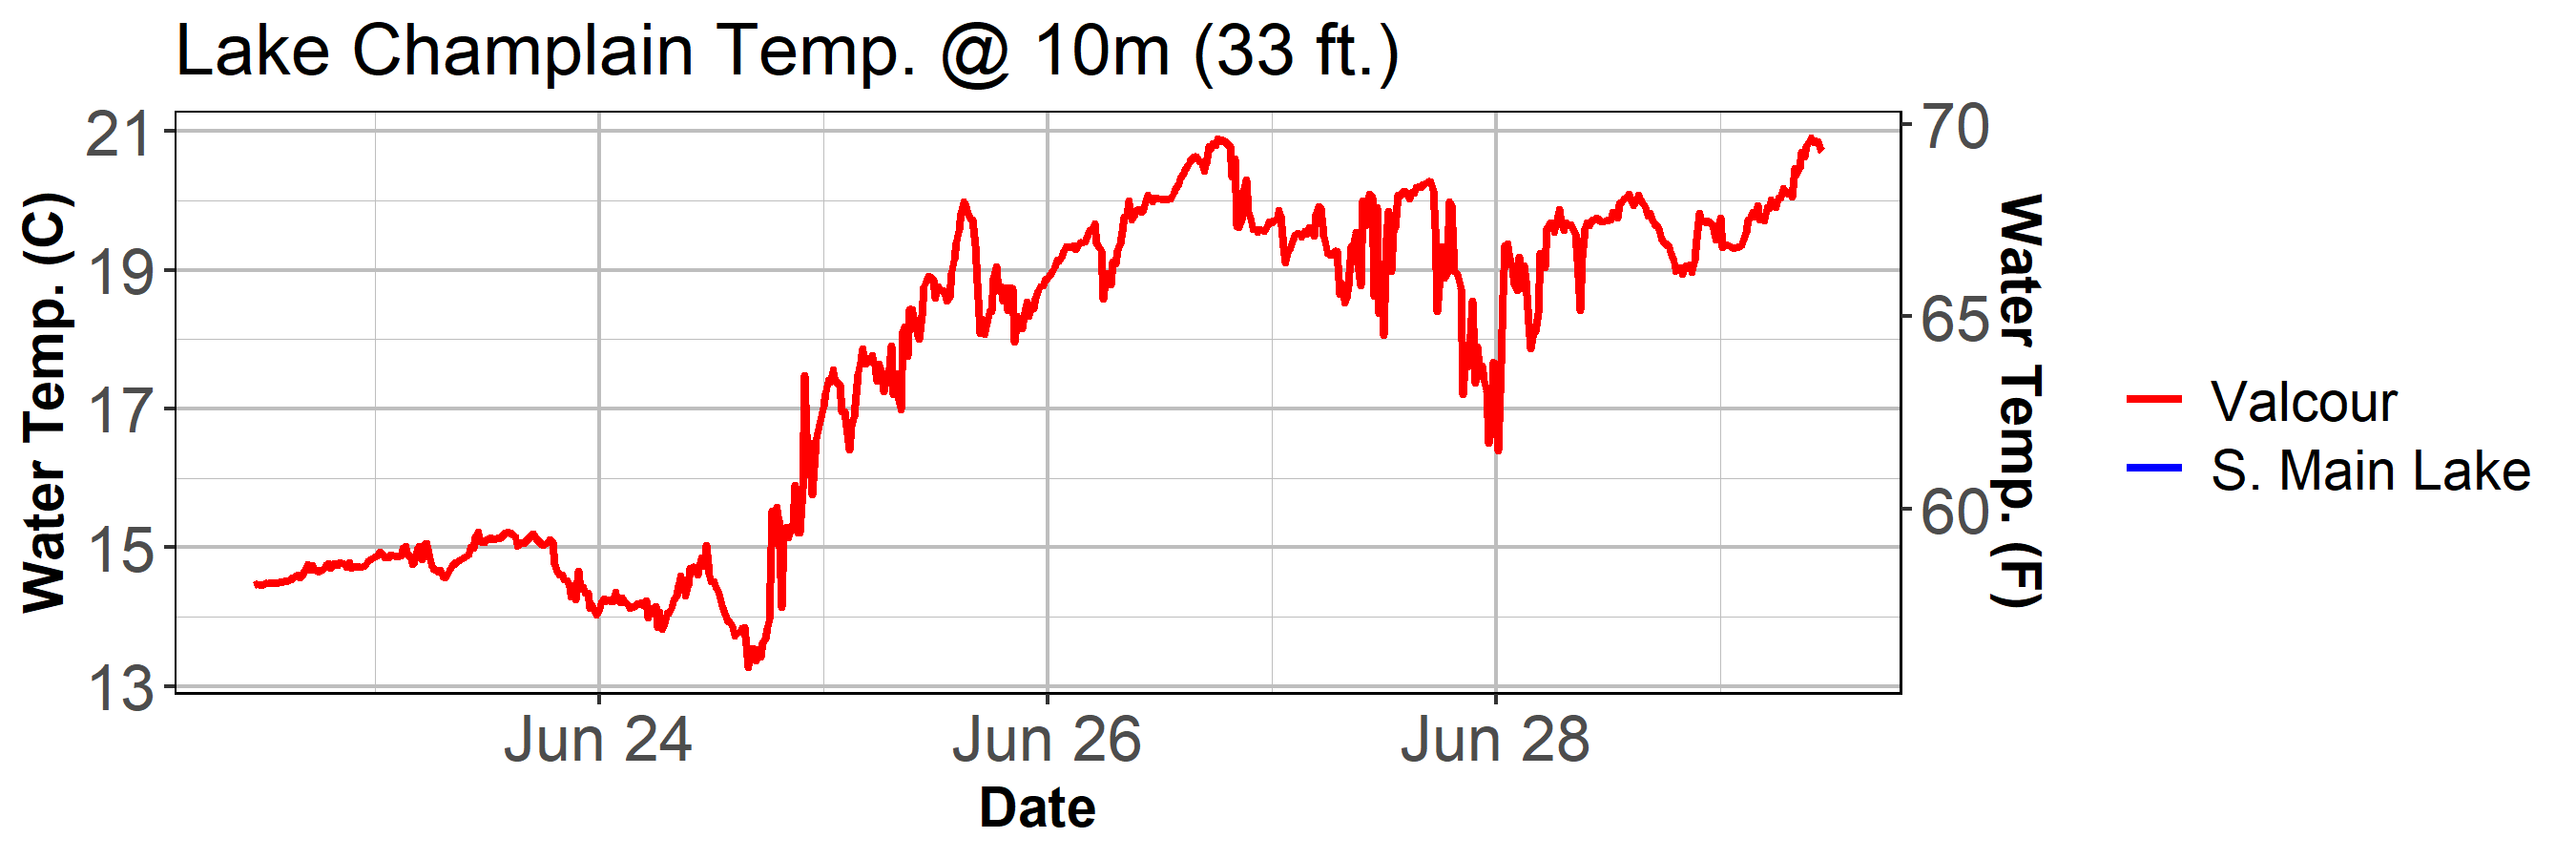 Lake Champlain Temp. @ 10m (33 ft.)
Water Temp. (C)
21
19
17
15
13
70
65
60
Water Temp. (F)
Jun 24
Jun 26
Jun 28
Date
Valcour
S. Main Lake